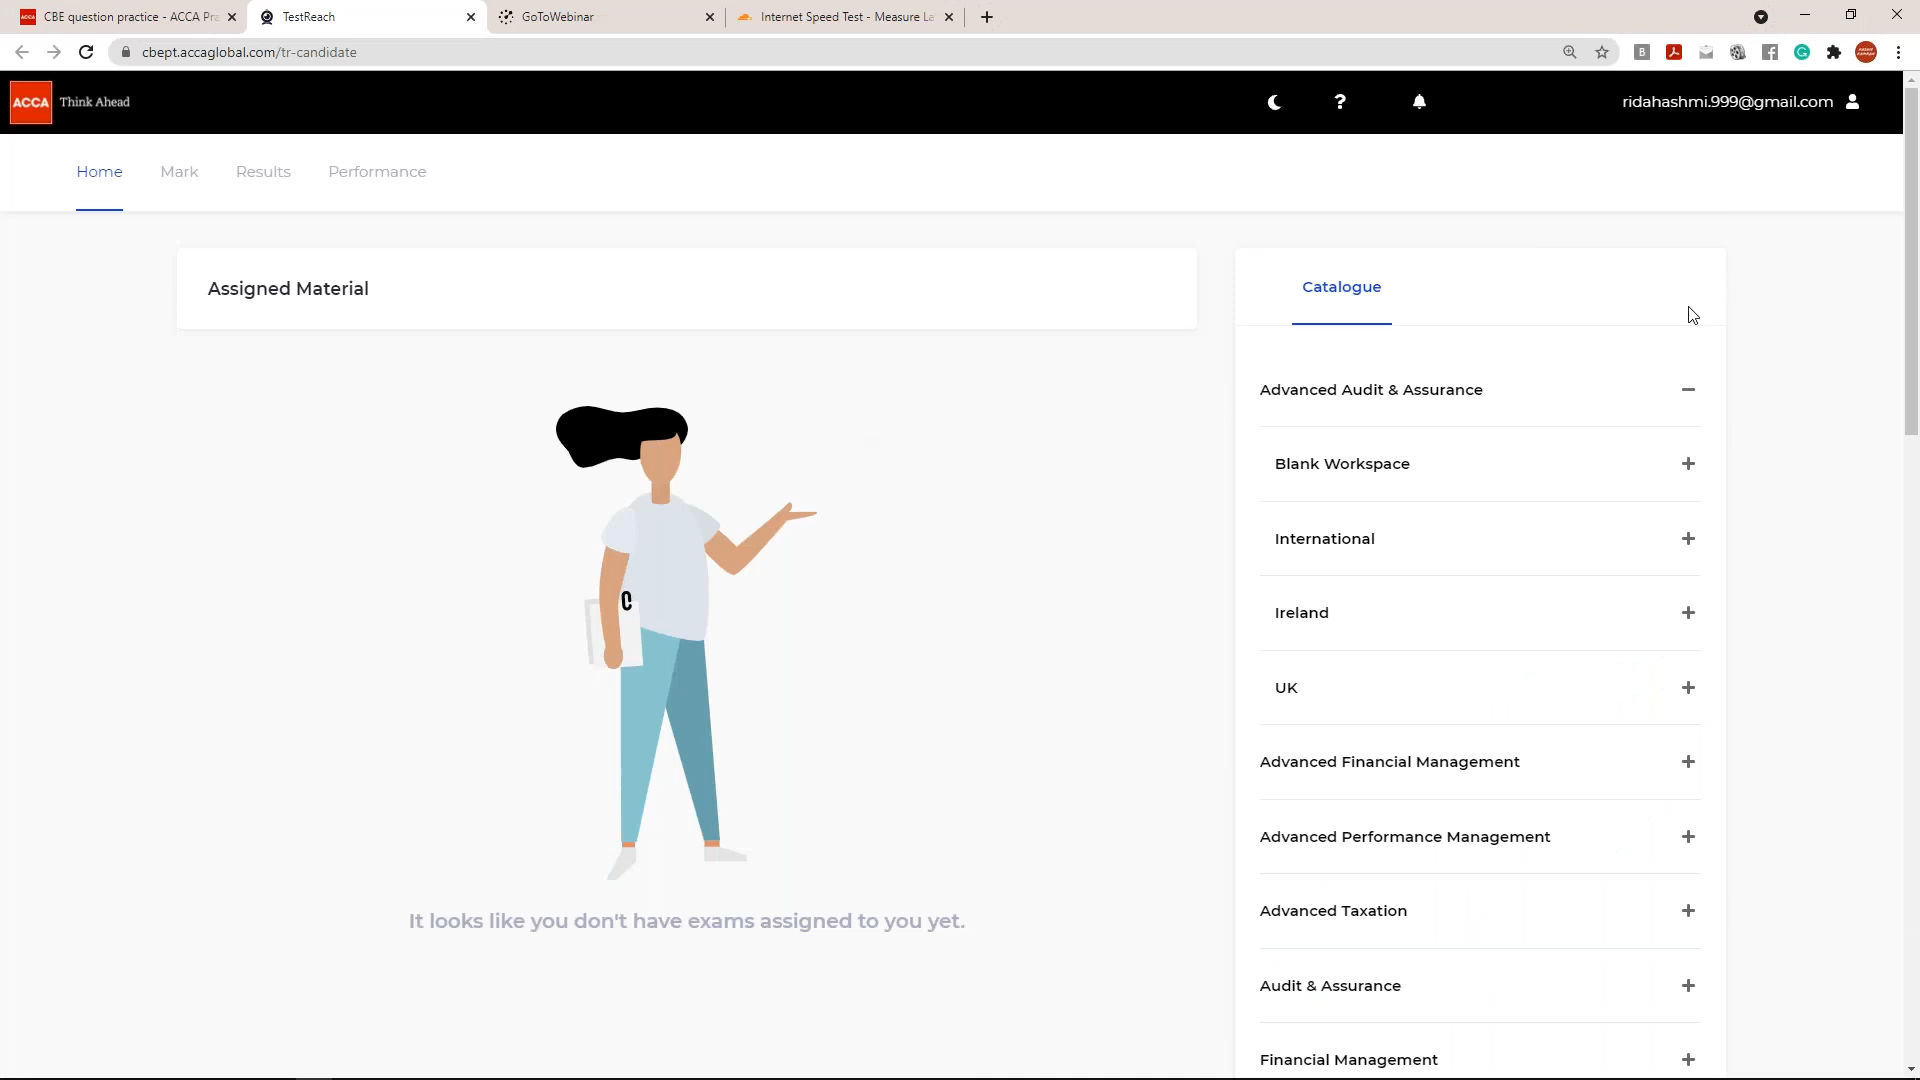 CBE question practice - ACCA Pra
TestReach
GoToWebinar
Internet Speed Test - Measure La
cbept.accaglobal.com/tr-candidate
ACCA Think Ahead
?
ridahashmi.999@gmail.com
Home
Mark
Results
Performance
Assigned Material
Catalogue
Advanced Audit & Assurance
Blank Workspace
International
Ireland
UK
Advanced Financial Management
Advanced Performance Management
Advanced Taxation
Audit & Assurance
Financial Management
It looks like you don't have exams assigned to you yet.